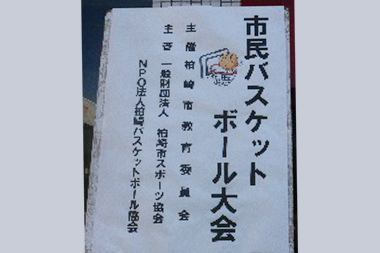 市民バスケット
ボール大会
主催 柏崎市教育委員会
主管 一般財団法人 柏崎市スポーツ協会
NPO法人柏崎バスケットボール協会